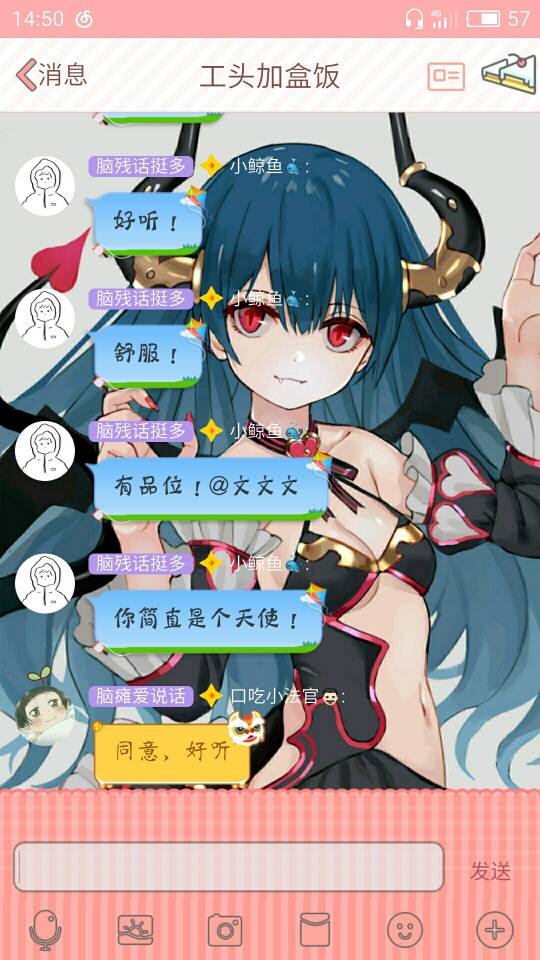 14:50 4G 57
消息 工头加盒饭
脑残话挺多 小鲸鱼:
好听！
脑残话挺多 小鲸鱼:
舒服！
脑残话挺多 小鲸鱼:
有品位！@文文文
脑残话挺多 小鲸鱼:
你简直是个天使！
脑瘫爱说话 口吃小法官:
同意，好听
发送